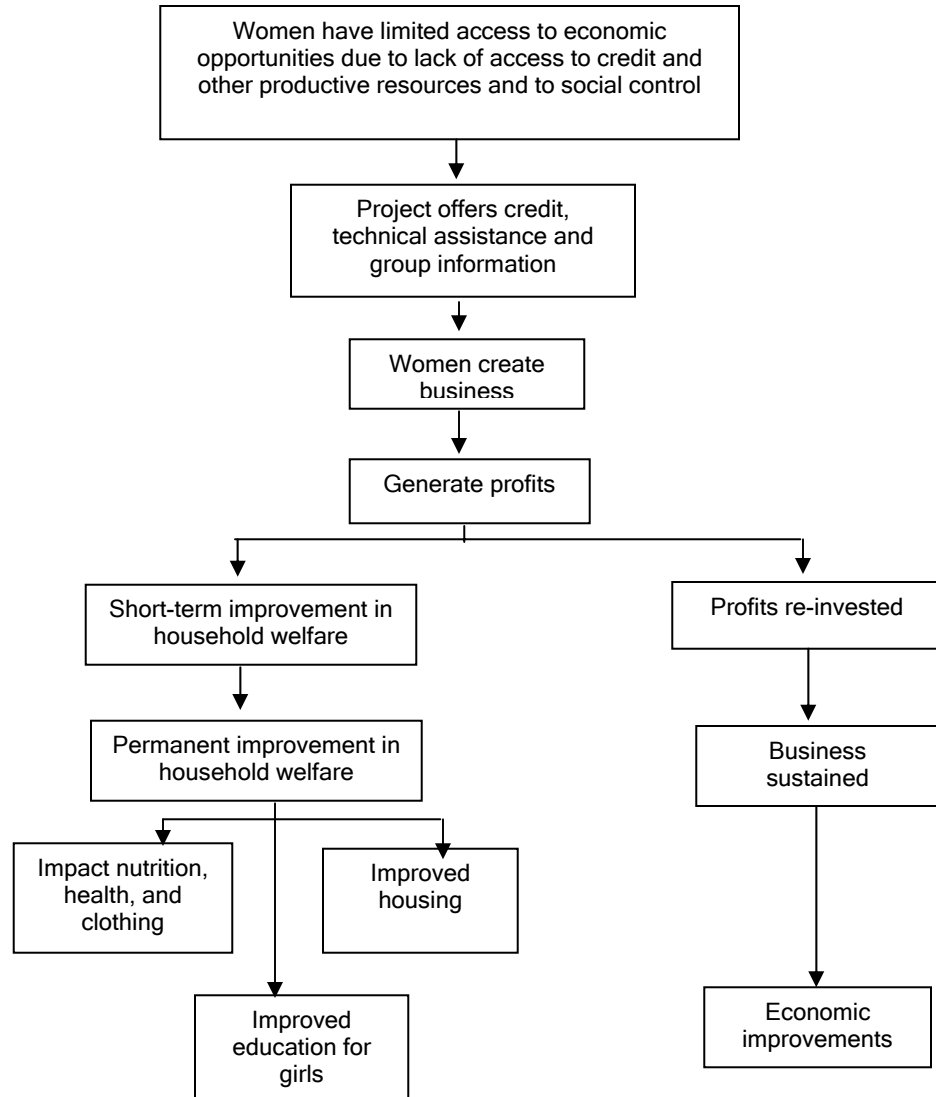 Women have limited access to economic
opportunities due to lack of access to credit and
other productive resources and to social control
Project offers credit,
technical assistance and
group information
Women create
business
Generate profits
Short-term improvement in
household welfare
Profits re-invested
Permanent improvement in
household welfare
Business
sustained
Impact nutrition,
health, and
clothing
Improved
housing
Improved
education for
girls
Economic
improvements